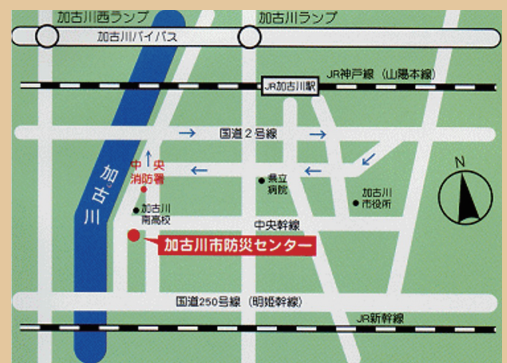 加古川西ランプ
加古川ランプ
加古川バイパス
JR神戸線（山陽本線）
JR加古川駅
国道2号線
中央
消防署
加古川
県立
病院
加古川
市役所
N
加古川
南高校
中央幹線
加古川市防災センター
国道250号線（明姫幹線）
JR新幹線